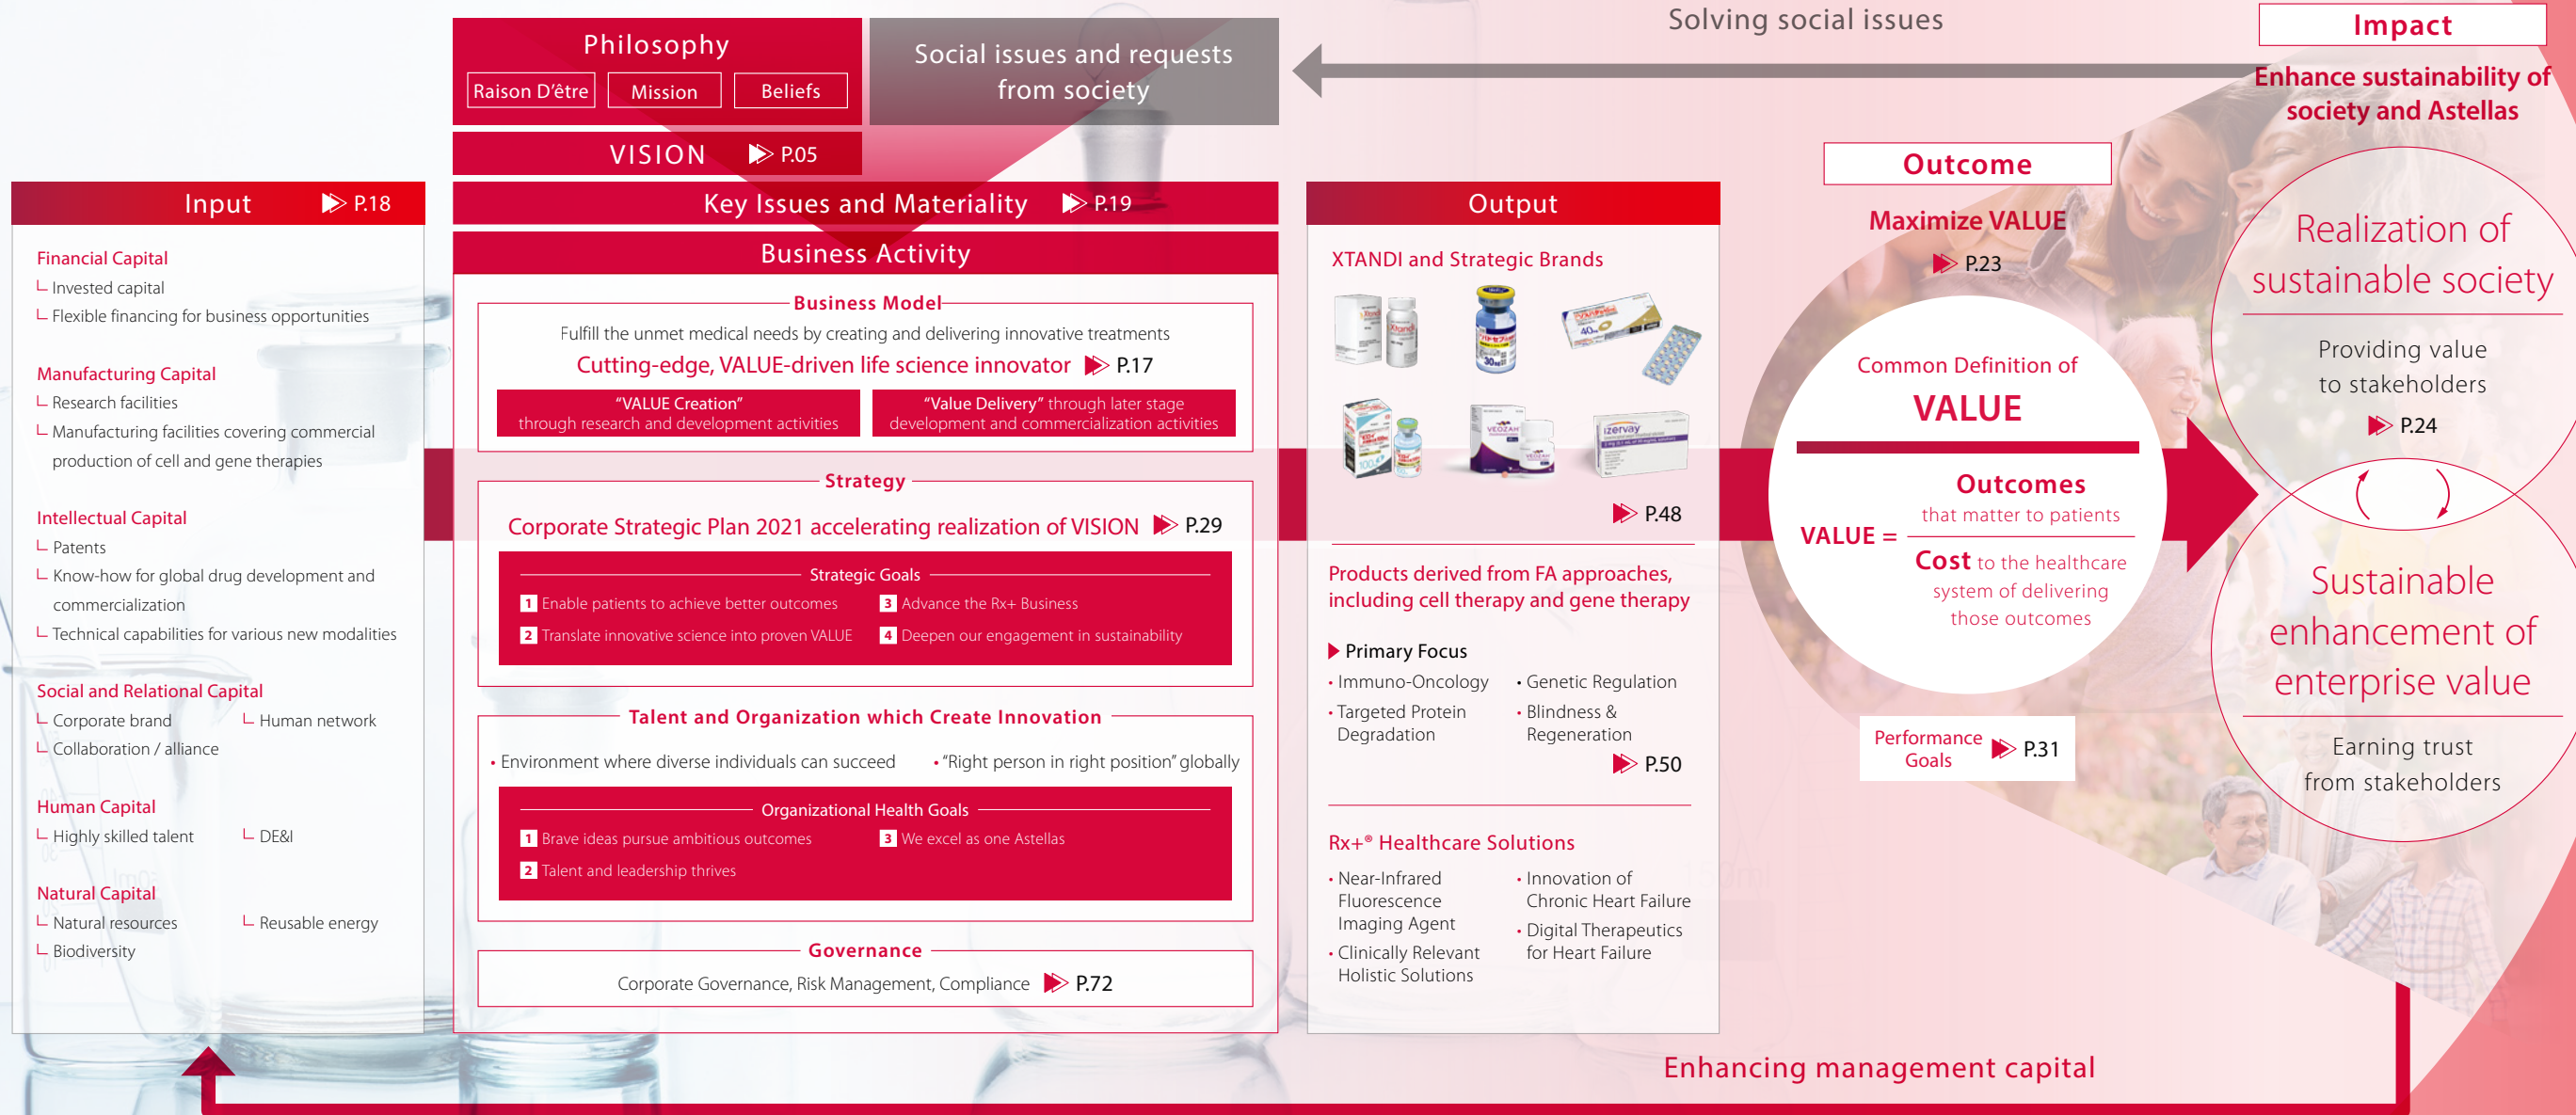 Philosophy
Raison D’être
Mission
Beliefs
VISION
P.05
Social issues and requests
from society
Solving social issues
Impact
Enhance sustainability of
society and Astellas
Input
P.18
Financial Capital
Invested capital
Flexible financing for business opportunities
Manufacturing Capital
Research facilities
Manufacturing facilities covering commercial
production of cell and gene therapies
Intellectual Capital
Patents
Know-how for global drug development and
commercialization
Technical capabilities for various new modalities
Social and Relational Capital
Corporate brand
Human network
Collaboration / alliance
Human Capital
Highly skilled talent
DE&I
Natural Capital
Natural resources
Reusable energy
Biodiversity
Key Issues and Materiality
P.19
Business Activity
Business Model
Fulfill the unmet medical needs by creating and delivering innovative treatments
Cutting-edge, VALUE-driven life science innovator
P.17
“VALUE Creation”
through research and development activities
“Value Delivery” through later stage
development and commercialization activities
Strategy
Corporate Strategic Plan 2021 accelerating realization of VISION
P.29
Strategic Goals
1 Enable patients to achieve better outcomes
2 Translate innovative science into proven VALUE
3 Advance the Rx+ Business
4 Deepen our engagement in sustainability
Talent and Organization which Create Innovation
• Environment where diverse individuals can succeed
• “Right person in right position” globally
Organizational Health Goals
1 Brave ideas pursue ambitious outcomes
2 Talent and leadership thrives
3 We excel as one Astellas
Governance
Corporate Governance, Risk Management, Compliance
P.72
Output
XTANDI and Strategic Brands
Xtandi
30mg
40mg
100
VEOZAH
VEOZAH
izervay
P.48
Products derived from FA approaches,
including cell therapy and gene therapy
Primary Focus
• Immuno-Oncology
• Targeted Protein
Degradation
• Genetic Regulation
• Blindness &
Regeneration
P.50
Rx+® Healthcare Solutions
• Near-Infrared
Fluorescence
Imaging Agent
• Clinically Relevant
Holistic Solutions
• Innovation of
Chronic Heart Failure
• Digital Therapeutics
for Heart Failure
Outcome
Maximize VALUE
P.23
Common Definition of
VALUE
VALUE =
Outcomes
that matter to patients
Cost to the healthcare
system of delivering
those outcomes
Performance
Goals
P.31
Realization of
sustainable society
Providing value
to stakeholders
P.24
Sustainable
enhancement of
enterprise value
Earning trust
from stakeholders
Enhancing management capital